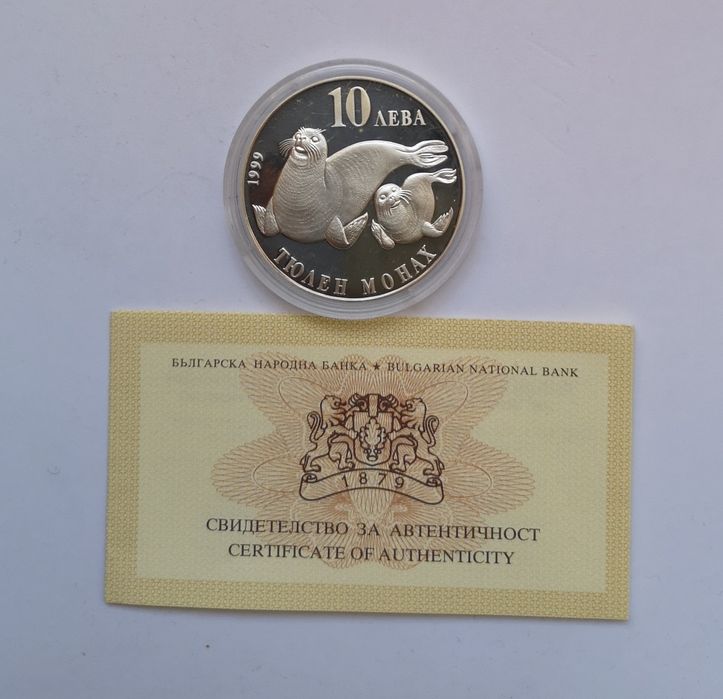 10 ЛЕВА
1999
ТЮЛЕН МОНАХ
БЪЛГАРСКА НАРОДНА БАНКА ★ BULGARIAN NATIONAL BANK
1879
СВИДЕТЕЛСТВО ЗА АВТЕНТИЧНОСТ
CERTIFICATE OF AUTHENTICITY